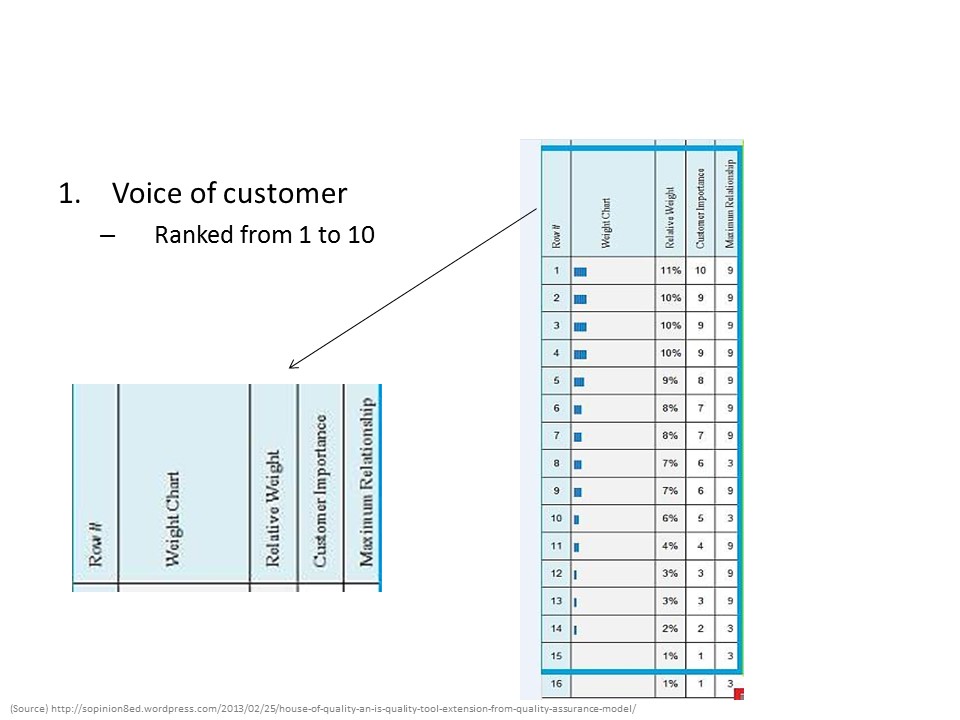 1. Voice of customer
– Ranked from 1 to 10
Row #
Weight Chart
Relative Weight
Customer Importance
Maximum Relationship
Row #
Weight Chart
Relative Weight
Customer Importance
Maximum Relationship
1 11% 10 9
2 10% 9 9
3 10% 9 9
4 10% 9 9
5 9% 8 9
6 8% 7 9
7 8% 7 9
8 7% 6 3
9 7% 6 9
10 6% 5 3
11 4% 4 9
12 3% 3 9
13 3% 3 9
14 2% 2 3
15 1% 1 3
16 1% 1 3
(Source) http://sopinion8ed.wordpress.com/2013/02/25/house-of-quality-an-is-quality-tool-extension-from-quality-assurance-model/